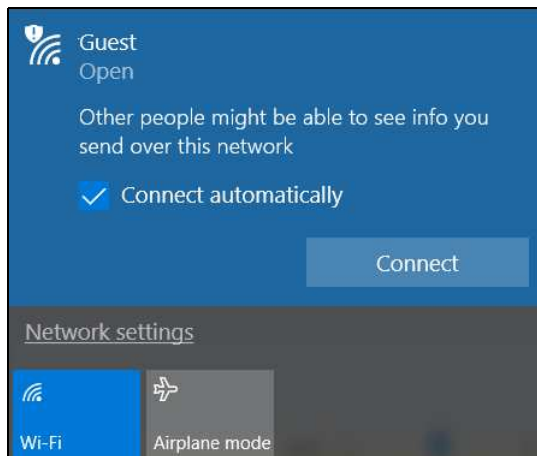 Guest
Open
Other people might be able to see info you
send over this network
Connect automatically
Connect
Network settings
Wi-Fi
Airplane mode